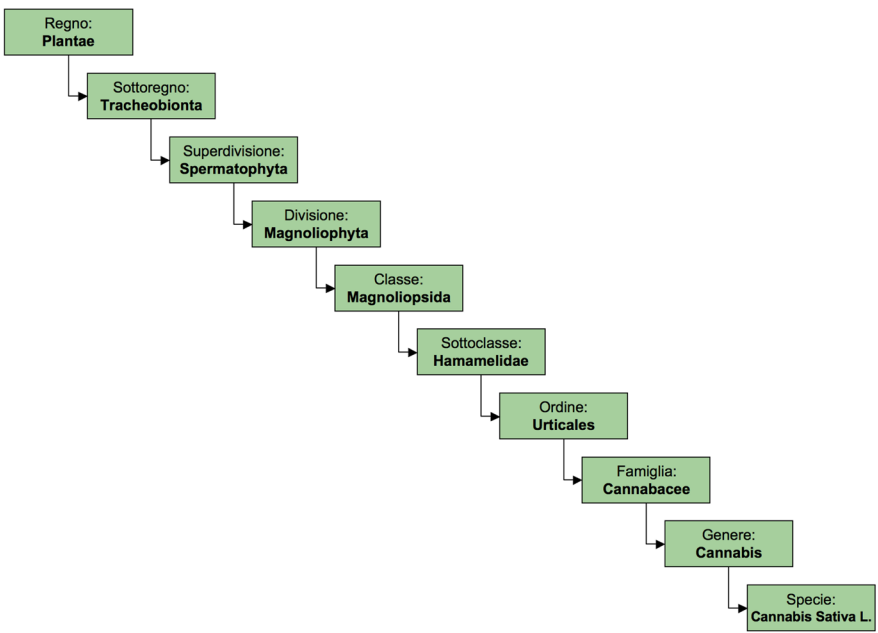 Regno:
Plantae
Sottoregno:
Tracheobionta
Superdivisione:
Spermatophyta
Divisione:
Magnoliophyta
Classe:
Magnoliopsida
Sottoclasse:
Hamamelidae
Ordine:
Urticales
Famiglia:
Cannabacee
Genere:
Cannabis
Specie:
Cannabis Sativa L.